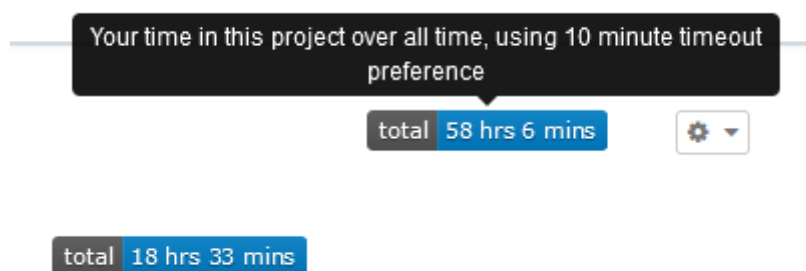 Your time in this project over all time, using 10 minute timeout
preference
total 58 hrs 6 mins
total 18 hrs 33 mins